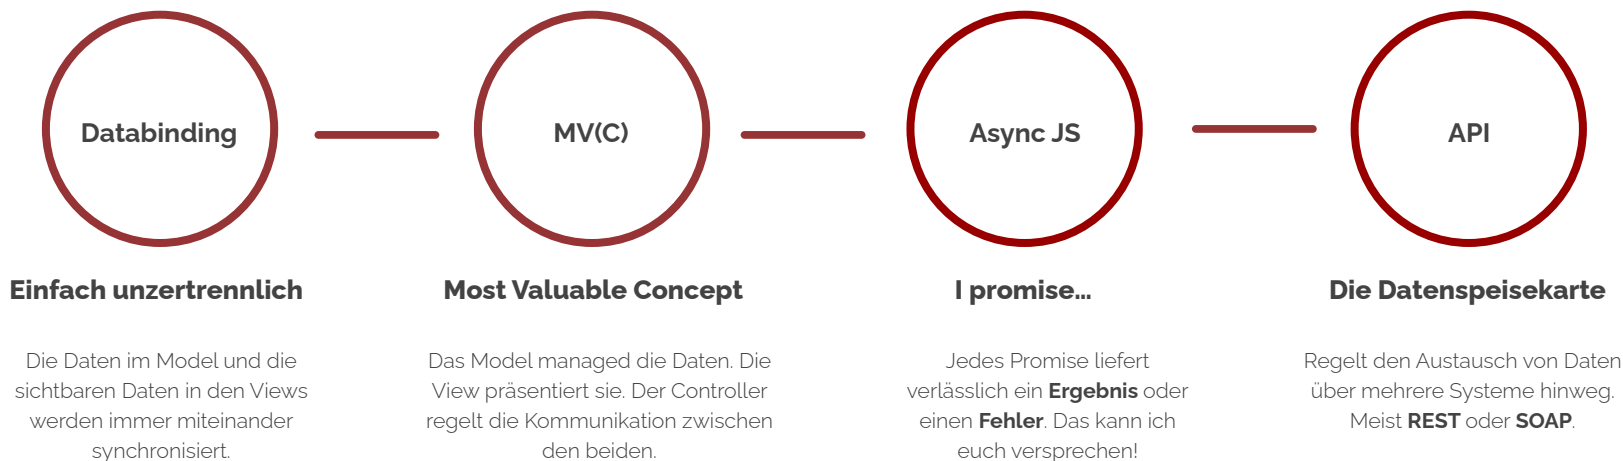 Databinding
MV(C)
Async JS
API
Einfach unzertrennlich
Most Valuable Concept
I promise...
Die Datenspeisekarte
Die Daten im Model und die
sichtbaren Daten in den Views
werden immer miteinander
synchronisiert.
Das Model managed die Daten. Die
View präsentiert sie. Der Controller
regelt die Kommunikation zwischen
den beiden.
Jedes Promise liefert
verlässlich ein Ergebnis oder
einen Fehler. Das kann ich
euch versprechen!
Regelt den Austausch von Daten
über mehrere Systeme hinweg.
Meist REST oder SOAP.